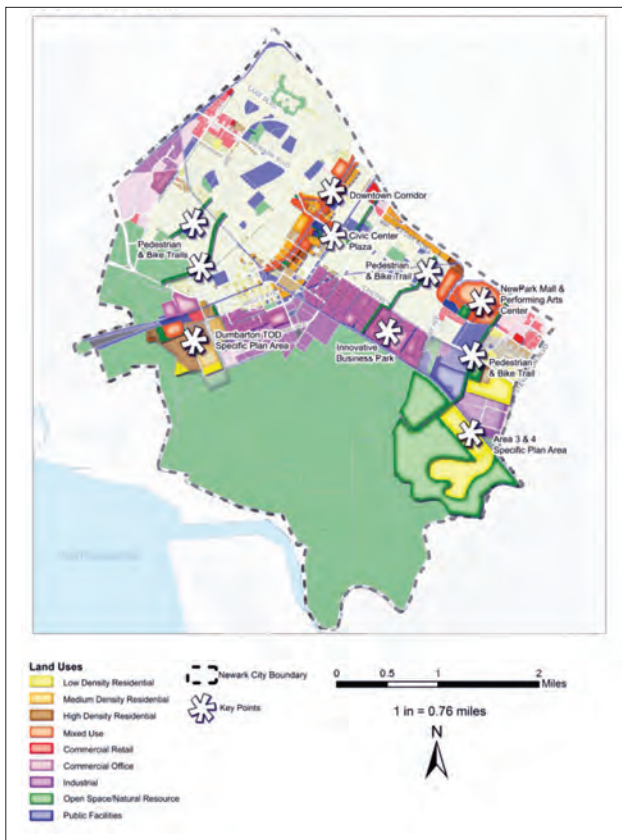 Downtown Corridor
Civic Center
Plaza
Pedestrian
& Bike Trails
Pedestrian
& Bike Trail
NewPark Mall &
Performing Arts
Center
Dumbarton TOD
Specific Plan Area
Innovative
Business Park
Pedestrian
& Bike Trail
Area 3 & 4
Specific Plan Area
Land Uses
Low Density Residential
Medium Density Residential
High Density Residential
Mixed Use
Commercial Retail
Commercial Office
Industrial
Open Space/Natural Resource
Public Facilities
Newark City Boundary
Key Points
0 0.5 1 2
Miles
1 in = 0.76 miles
N